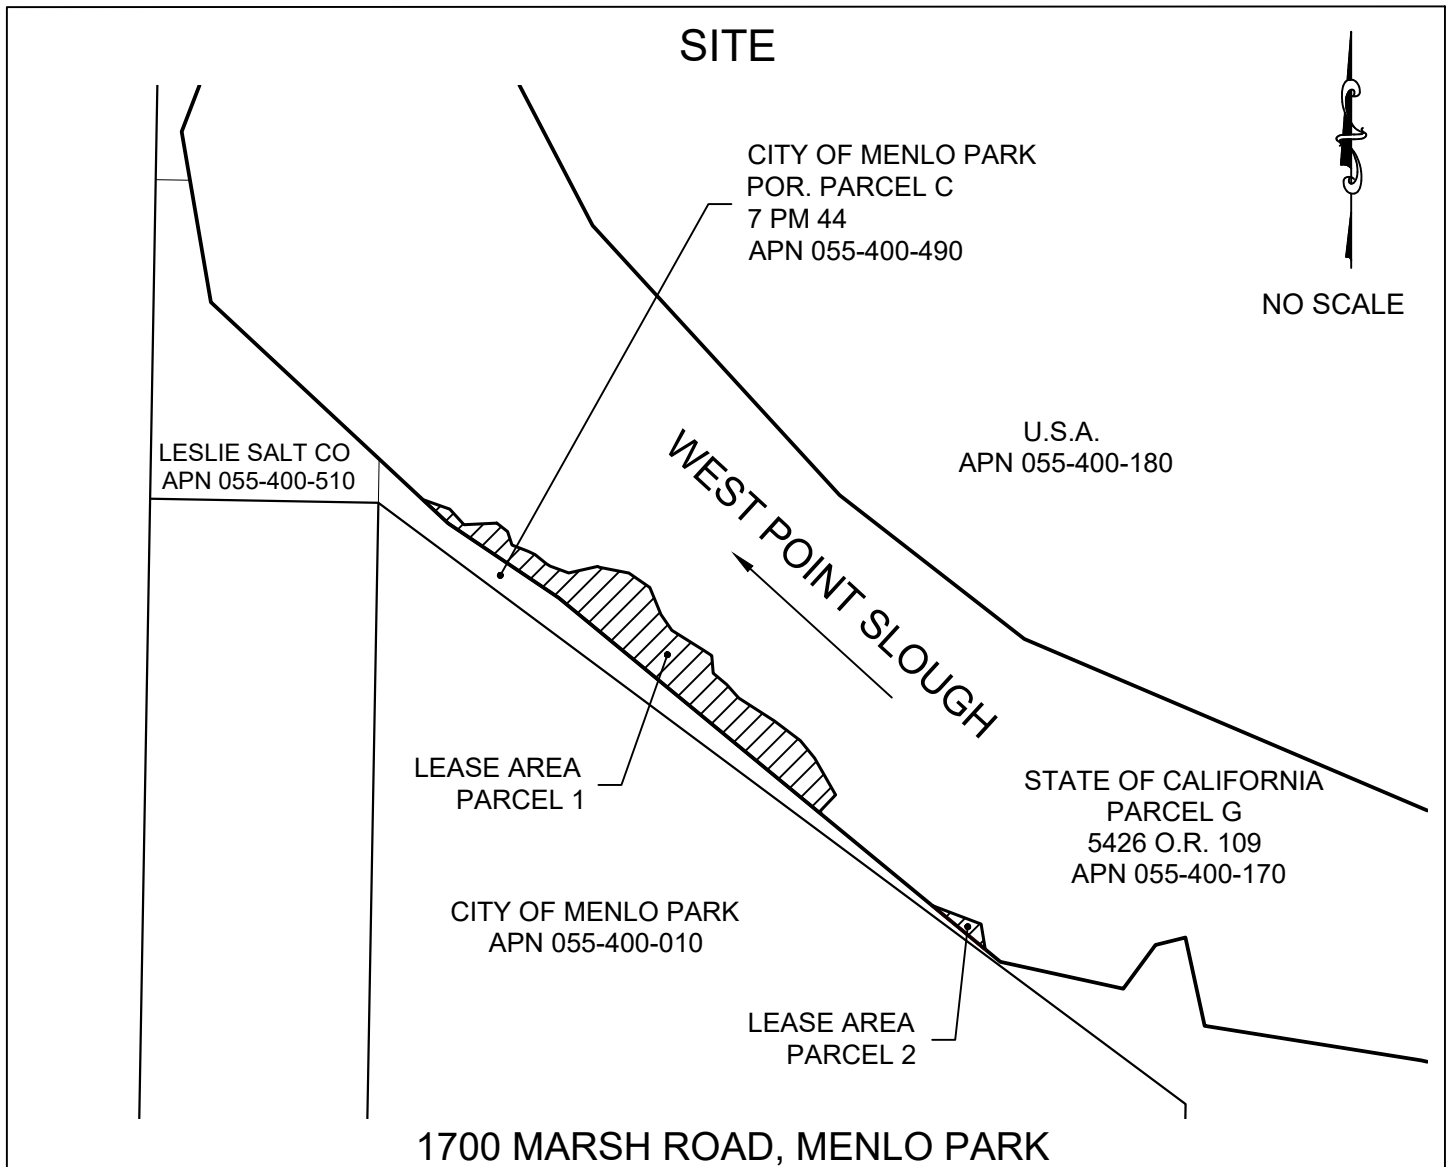 SITE
CITY OF MENLO PARK
POR. PARCEL C
7 PM 44
APN 055-400-490
NO SCALE
U.S.A.
APN 055-400-180
LESLIE SALT CO
APN 055-400-510
WEST POINT SLOUGH
LEASE AREA
PARCEL 1
STATE OF CALIFORNIA
PARCEL G
5426 O.R. 109
APN 055-400-170
CITY OF MENLO PARK
APN 055-400-010
LEASE AREA
PARCEL 2
1700 MARSH ROAD, MENLO PARK